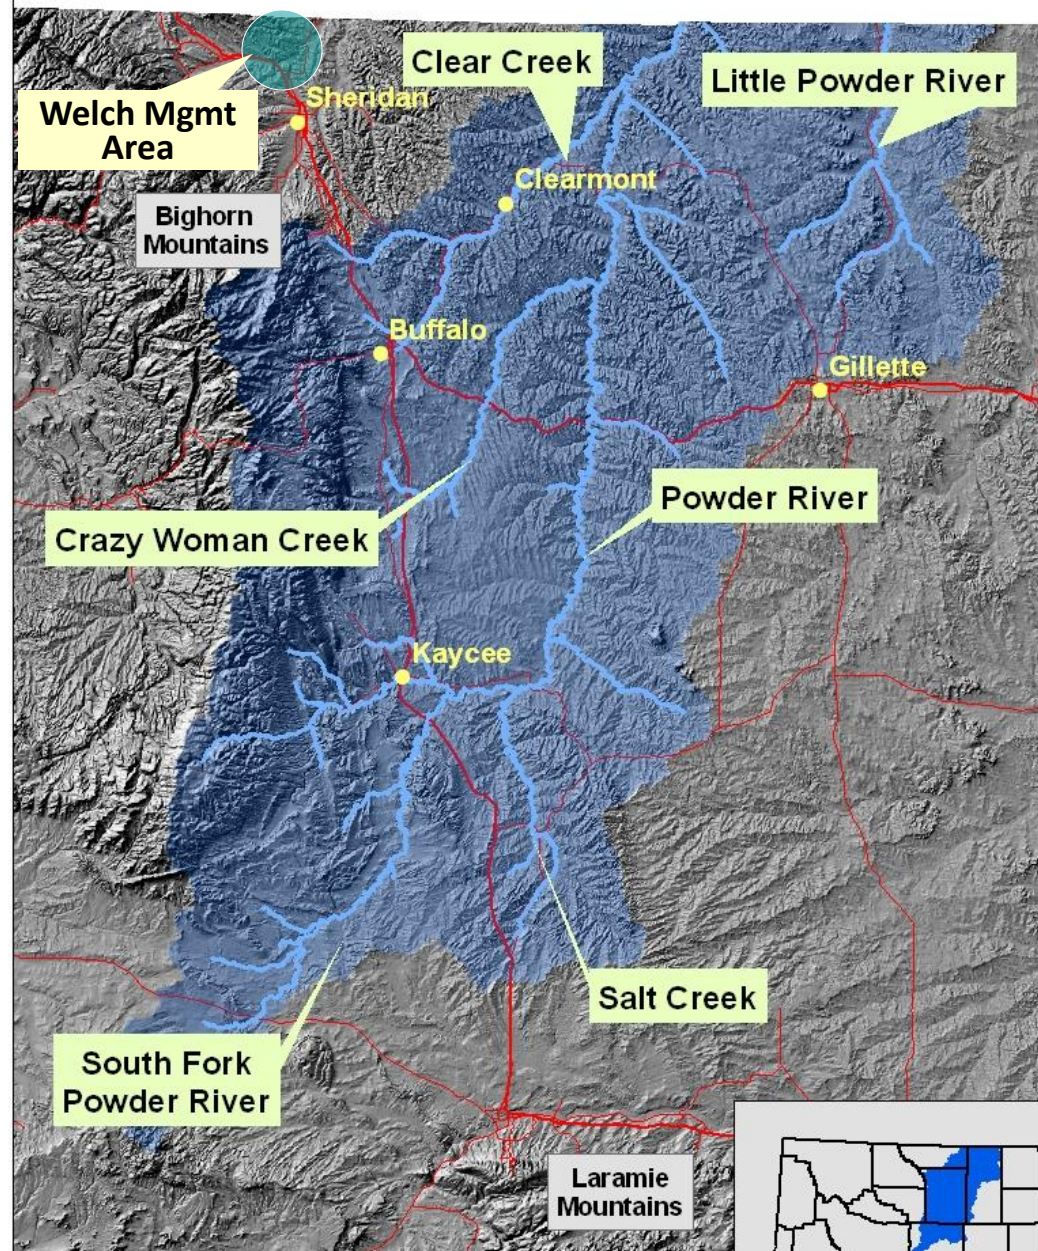 Clear Creek
Little Powder River
Welch Mgmt
Area
Sheridan
Clearmont
Bighorn
Mountains
Buffalo
Gillette
Powder River
Crazy Woman Creek
Kaycee
Salt Creek
South Fork
Powder River
Laramie
Mountains